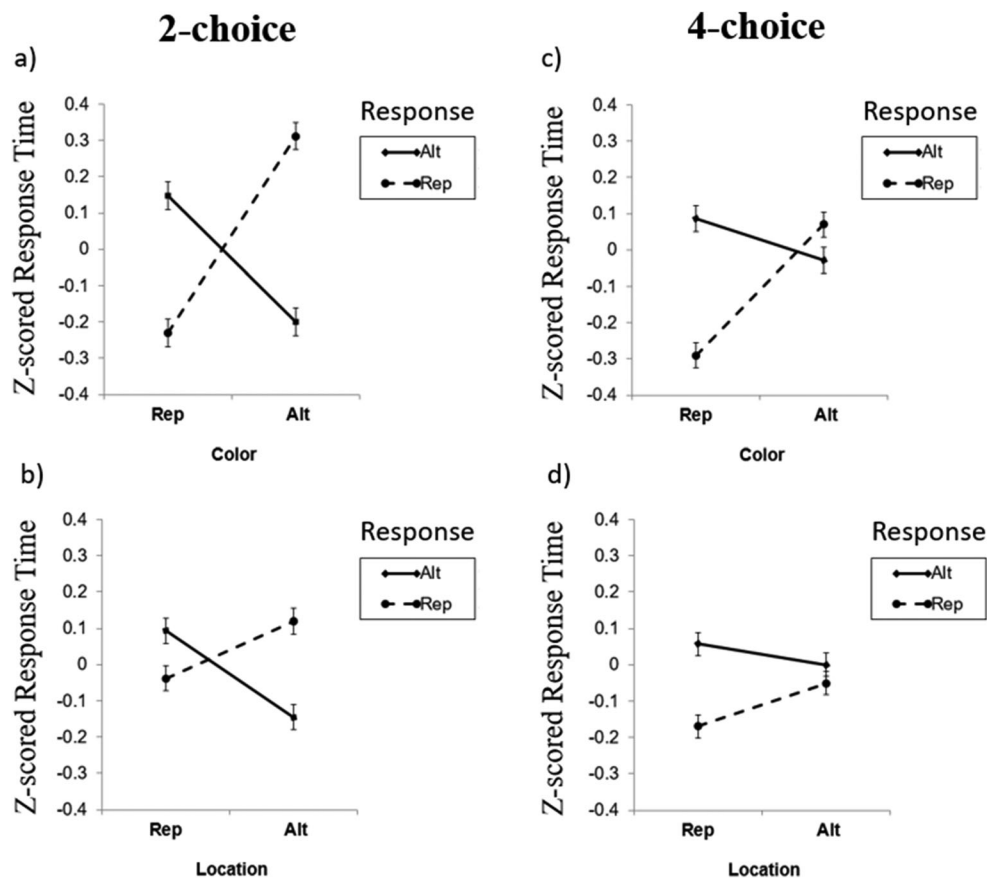 2-choice
4-choice
a)
Z-scored Response Time
0.4
0.3
0.2
0.1
0
-0.1
-0.2
-0.3
-0.4
Rep
Alt
Color
Response
Alt
Rep
c)
Z-scored Response Time
0.4
0.3
0.2
0.1
0
-0.1
-0.2
-0.3
-0.4
Rep
Alt
Color
Response
Alt
Rep
b)
Z-scored Response Time
0.4
0.3
0.2
0.1
0
-0.1
-0.2
-0.3
-0.4
Rep
Alt
Location
Response
Alt
Rep
d)
Z-scored Response Time
0.4
0.3
0.2
0.1
0
-0.1
-0.2
-0.3
-0.4
Rep
Alt
Location
Response
Alt
Rep